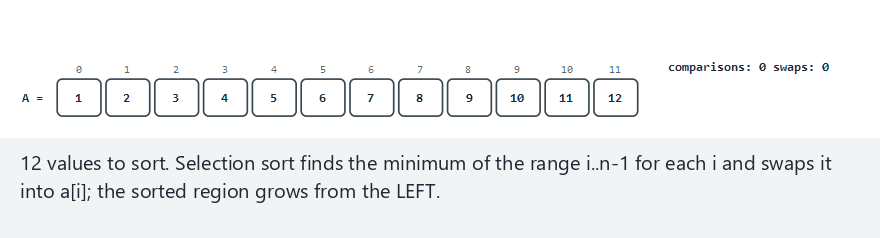 0 1 2 3 4 5 6 7 8 9 10 11
comparisons: 0 swaps: 0
A = 1 2 3 4 5 6 7 8 9 10 11 12
12 values to sort. Selection sort finds the minimum of the range i..n-1 for each i and swaps it
into a[i]; the sorted region grows from the LEFT.